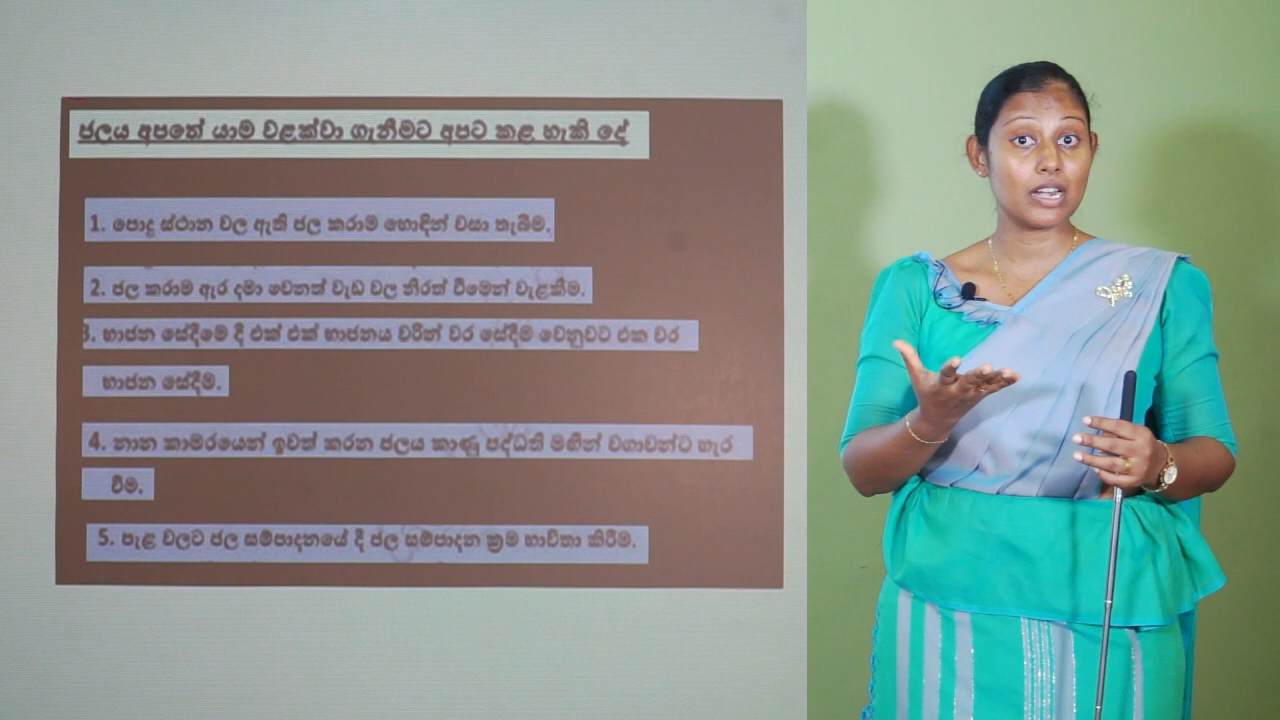 ජලය අපතේ යාම වළක්වා ගැනීමට අපට කළ හැකි දේ
1. පොදු ස්ථාන වල ඇති ජල කරාම හොඳින් වසා තැබීම.
2. ජල කරාම ඇර දමා වෙනත් වැඩ වල නිරත වීමෙන් වැළකීම.
3. භාජන සේදීමේ දී එක් එක් භාජනය වරින් වර සේදීම වෙනුවට එක වර
භාජන සේදීම.
4. නාන කාමරයෙන් ඉවත් කරන ජලය කාණු පද්ධති මඟින් වගාවන්ට හැර
වීම.
5. පැළ වලට ජල සම්පාදනයේ දී ජල සම්පාදන ක්‍රම භාවිතා කිරීම.